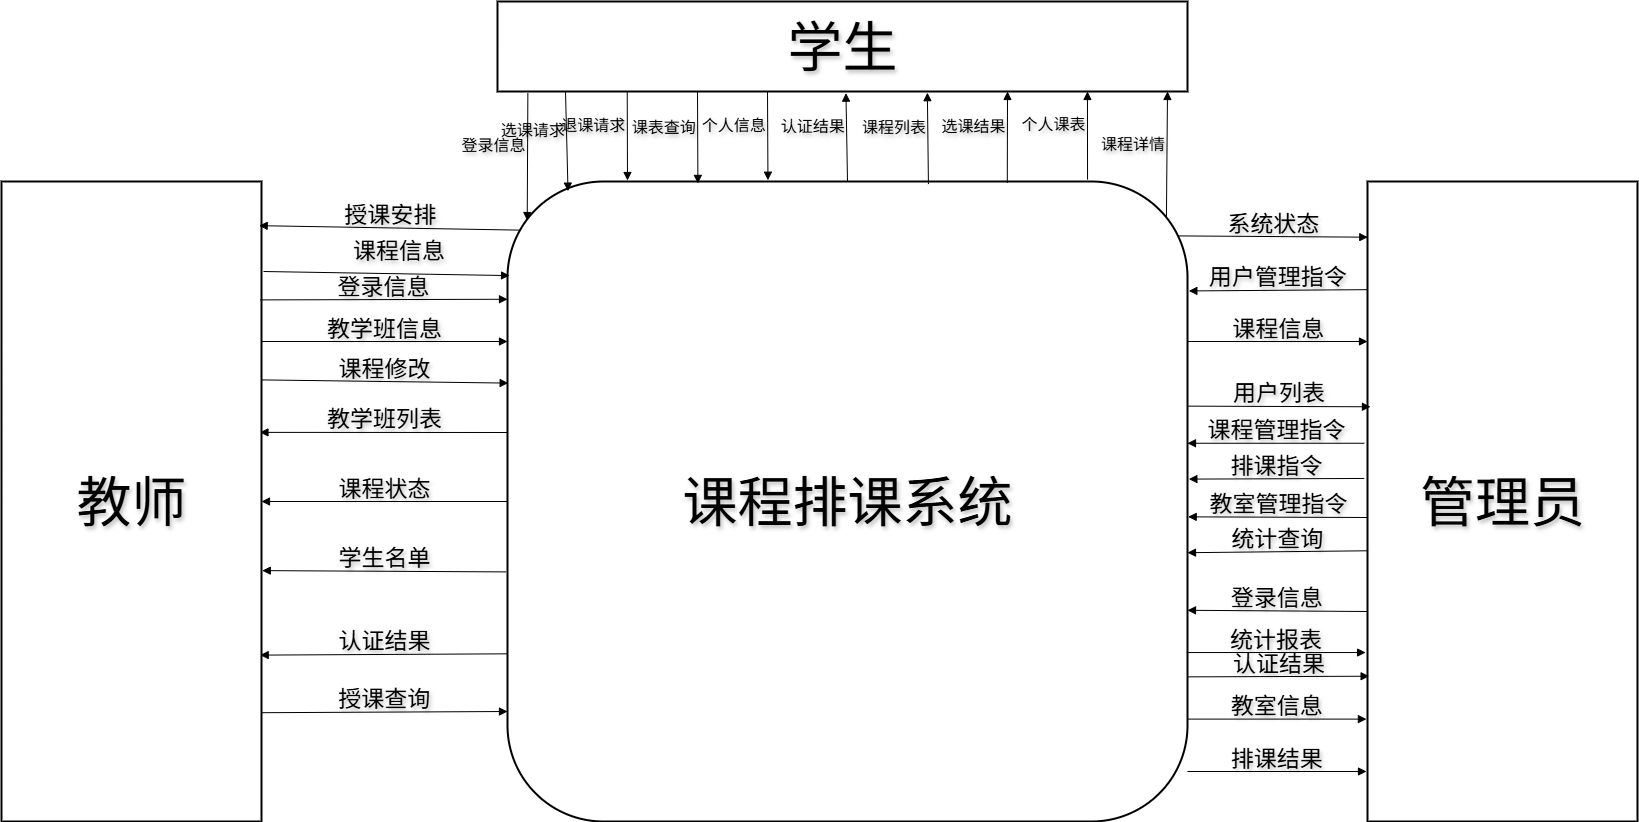 学生
登录信息
选课请求
退课请求
课表查询
个人信息
认证结果
课程列表
选课结果
个人课表
课程详情
教师
授课安排
课程信息
登录信息
教学班信息
课程修改
教学班列表
课程状态
学生名单
认证结果
授课查询
课程排课系统
系统状态
用户管理指令
课程信息
用户列表
课程管理指令
排课指令
教室管理指令
统计查询
登录信息
统计报表
认证结果
教室信息
排课结果
管理员